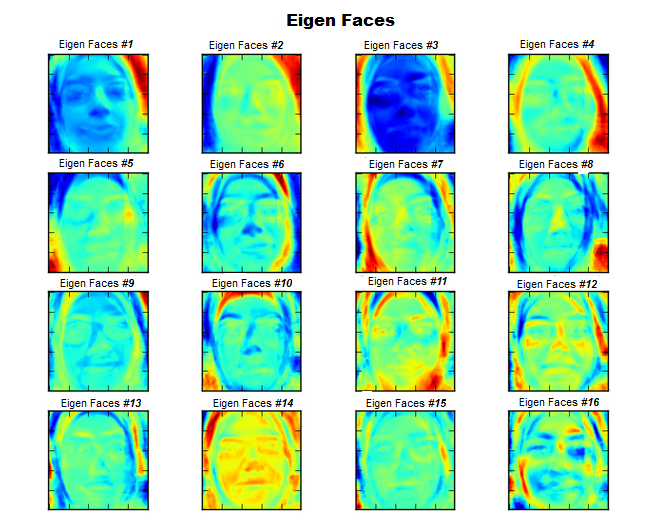 Eigen Faces
Eigen Faces #1
Eigen Faces #2
Eigen Faces #3
Eigen Faces #4
Eigen Faces #5
Eigen Faces #6
Eigen Faces #7
Eigen Faces #8
Eigen Faces #9
Eigen Faces #10
Eigen Faces #11
Eigen Faces #12
Eigen Faces #13
Eigen Faces #14
Eigen Faces #15
Eigen Faces #16